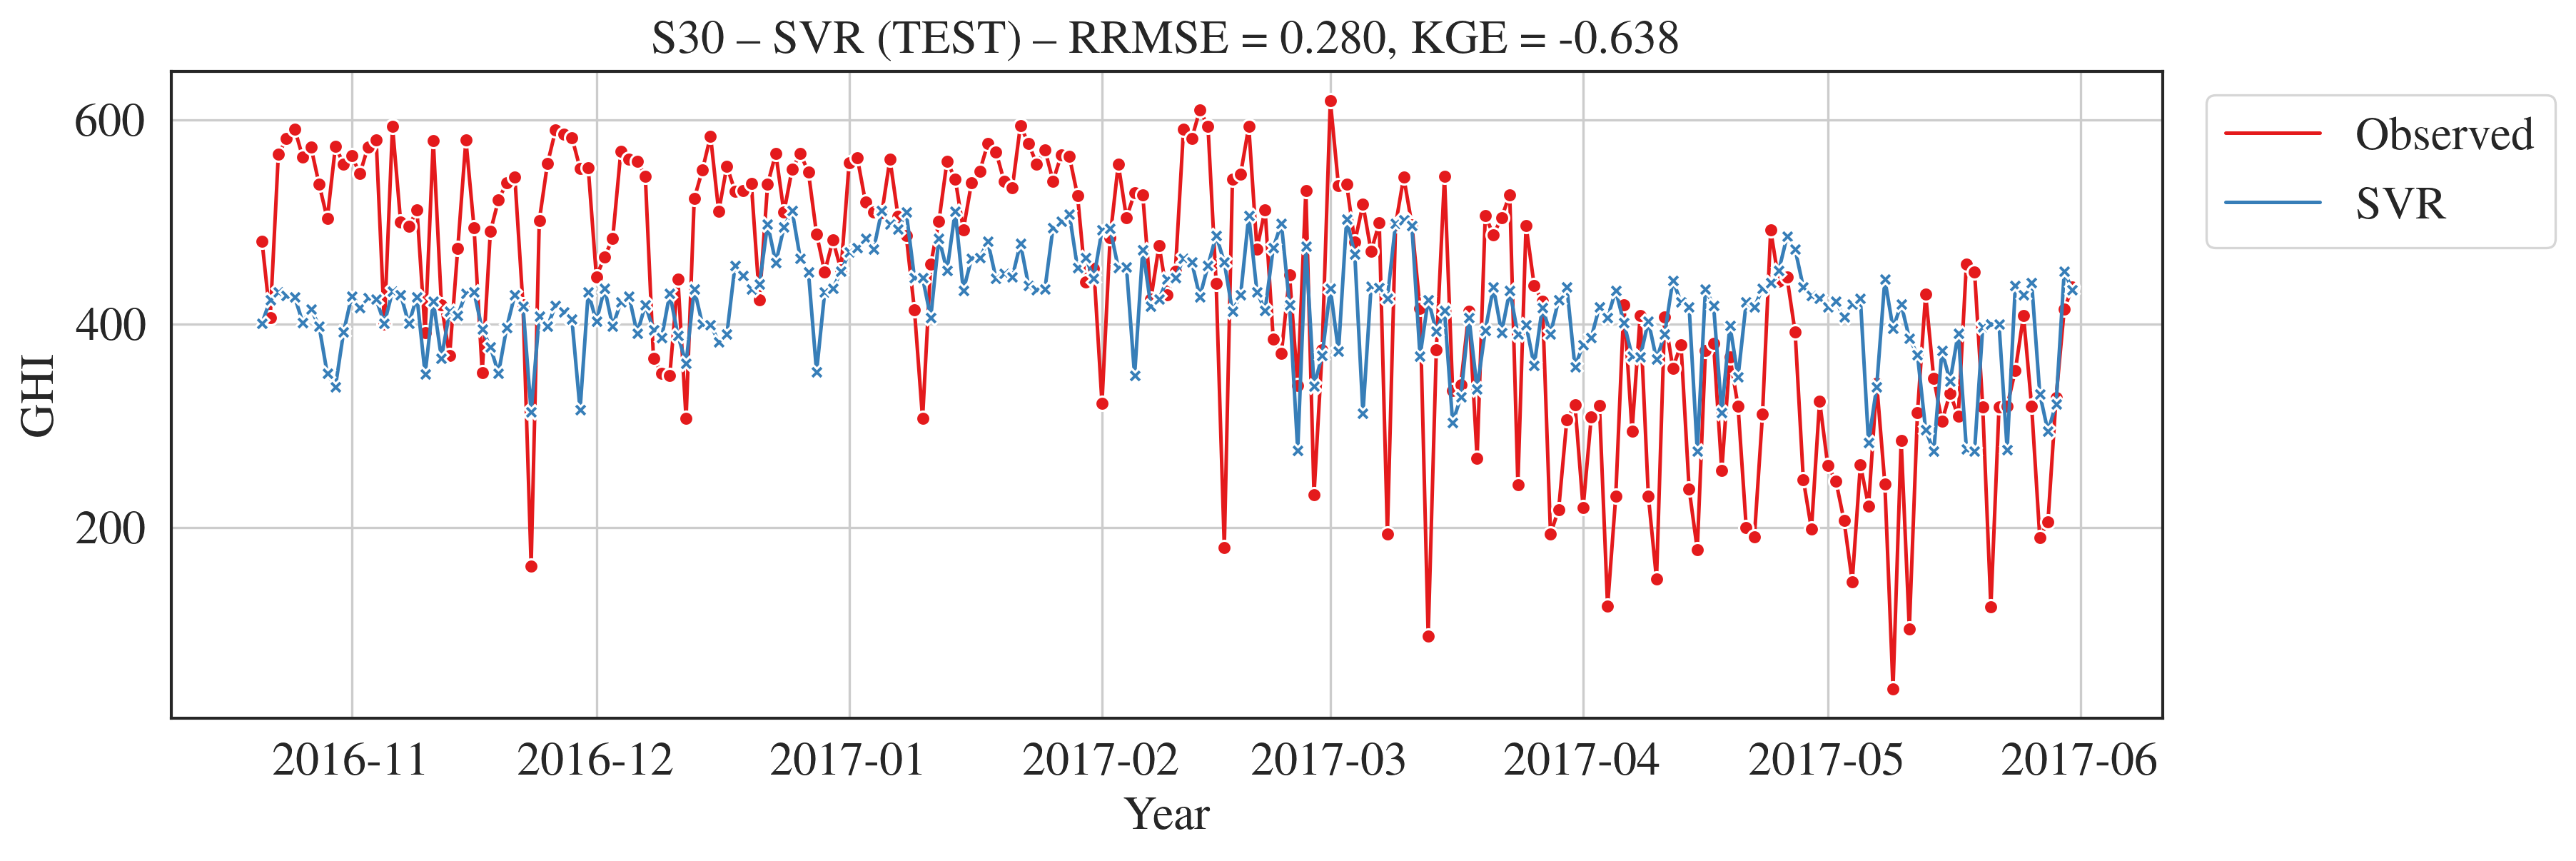 S30 – SVR (TEST) – RRMSE = 0.280, KGE = -0.638
Observed
SVR
600
400
200
GHI
2016-11 2016-12 2017-01 2017-02 2017-03 2017-04 2017-05 2017-06
Year